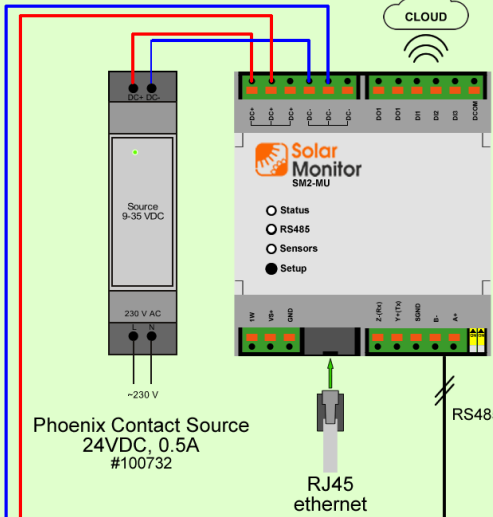 CLOUD
DC+ DC-
DC+ DC+ DC+ DC- DC- DC-
DO1 DO1 DI1 DI2 DI3 DCOM
Solar
Monitor
SM2-MU
Source
9-35 VDC
Status
RS485
Sensors
Setup
230 V AC
L N
1W VS+ GND
Z-(Rx) Y+(Tx) SGND B- A+
~230 V
RS48
Phoenix Contact Source
24VDC, 0.5A
#100732
RJ45
ethernet